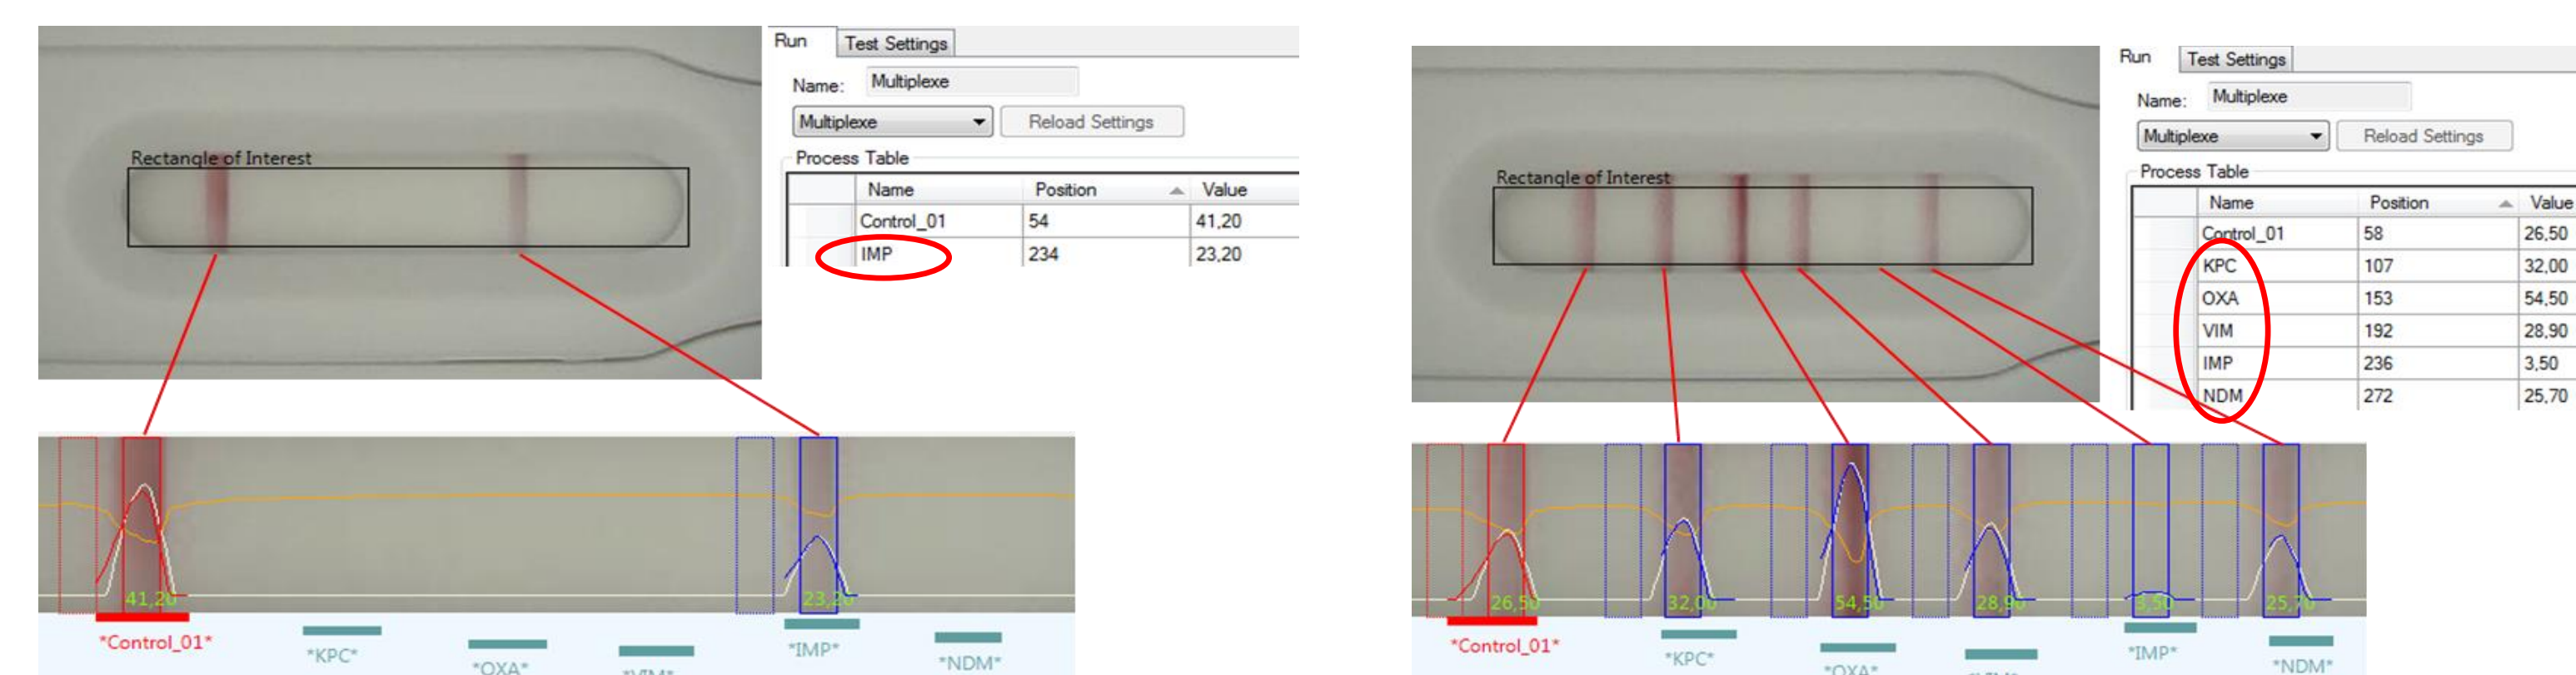 Run Test Settings
Name: Multiplexe
Multiplexe Reload Settings
Process Table
Name Position Value
Control_01 54 41,20
IMP 234 23,20
Rectangle of Interest
41,20 23,20
*Control_01* *KPC* *OXA* *VIM* *IMP* *NDM*
Run Test Settings
Name: Multiplexe
Multiplexe Reload Settings
Process Table
Name Position Value
Control_01 58 26,50
KPC 107 32,00
OXA 153 54,50
VIM 192 28,90
IMP 236 3,50
NDM 272 25,70
Rectangle of Interest
26,50 32,00 54,50 28,90 3,50 25,70
*Control_01* *KPC* *OXA* *IMP* *NDM*